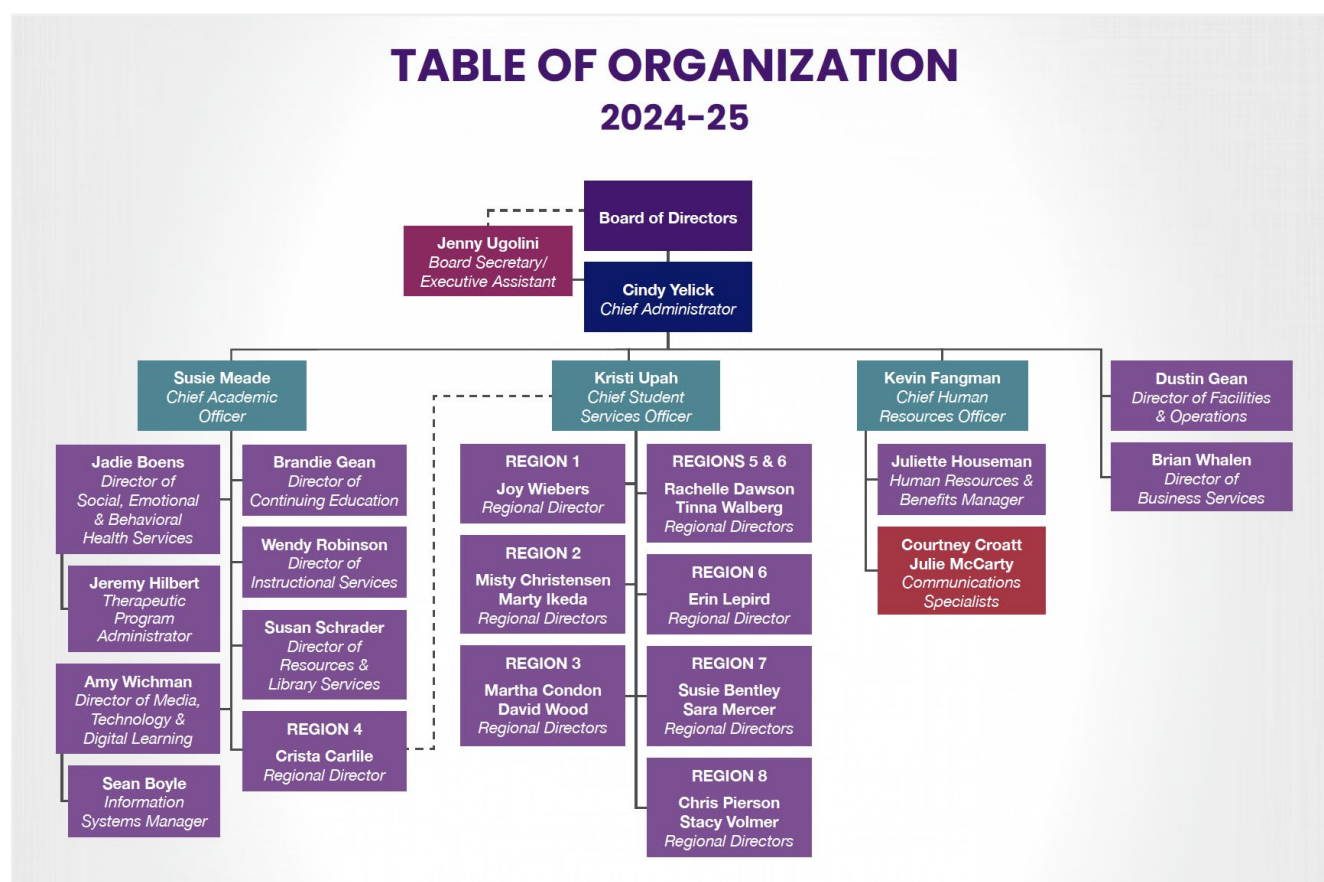 TABLE OF ORGANIZATION
2024-25
Board of Directors
Jenny Ugolini
Board Secretary/
Executive Assistant
Cindy Yelick
Chief Administrator
Susie Meade
Chief Academic
Officer
Kristi Upah
Chief Student
Services Officer
Kevin Fangman
Chief Human
Resources Officer
Dustin Gean
Director of Facilities
& Operations
Brian Whalen
Director of
Business Services
Jadie Boens
Director of
Social, Emotional
& Behavioral
Health Services
Jeremy Hilbert
Therapeutic
Program
Administrator
Amy Wichman
Director of Media,
Technology &
Digital Learning
Sean Boyle
Information
Systems Manager
Brandie Gean
Director of
Continuing Education
Wendy Robinson
Director of
Instructional Services
Susan Schrader
Director of
Resources &
Library Services
REGION 4
Crista Carlile
Regional Director
REGION 1
Joy Wiebers
Regional Director
REGION 2
Misty Christensen
Marty Ikeda
Regional Directors
REGION 3
Martha Condon
David Wood
Regional Directors
REGIONS 5 & 6
Rachelle Dawson
Tinna Walberg
Regional Directors
REGION 6
Erin Lepird
Regional Director
REGION 7
Susie Bentley
Sara Mercer
Regional Directors
REGION 8
Chris Pierson
Stacy Volmer
Regional Directors
Juliette Houseman
Human Resources &
Benefits Manager
Courtney Croatt
Julie McCarty
Communications
Specialists